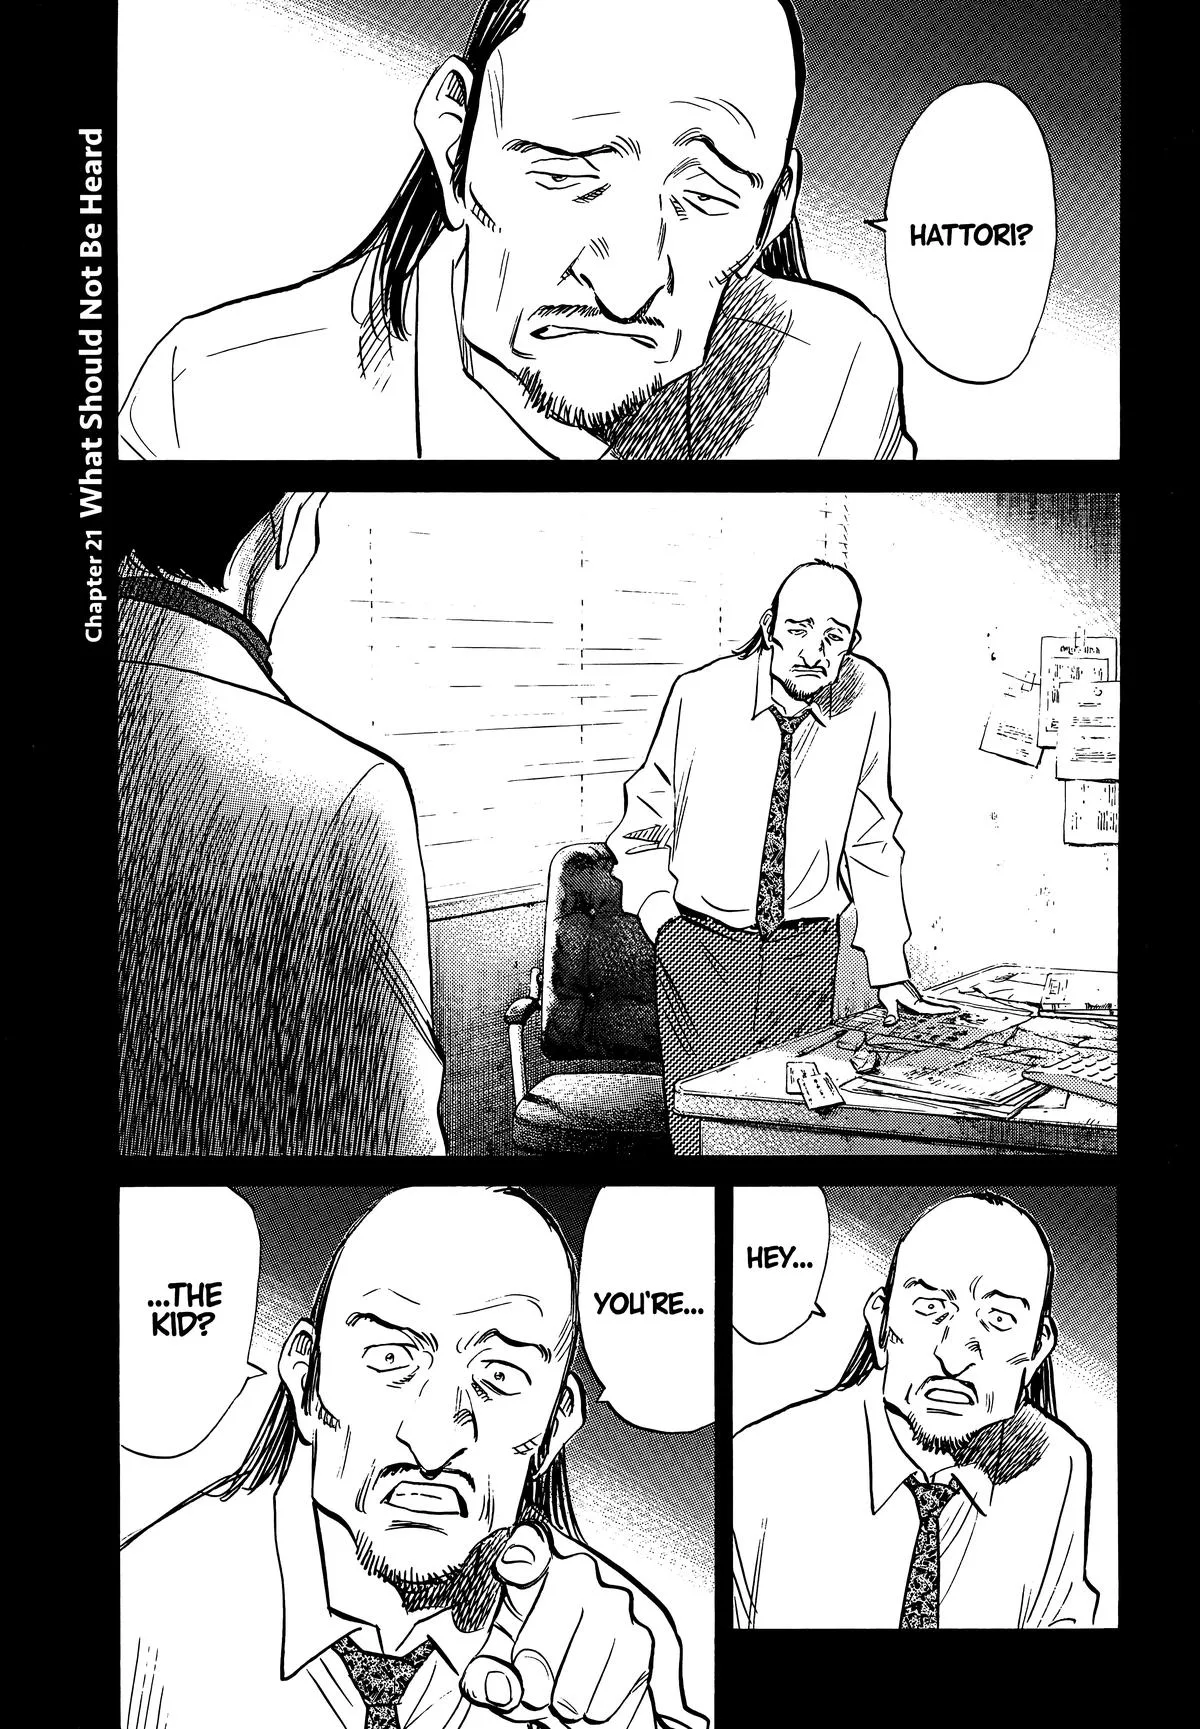 Chapter 21 What Should Not Be Heard
HATTORI?
HEY...
YOU'RE...
...THE
KID?